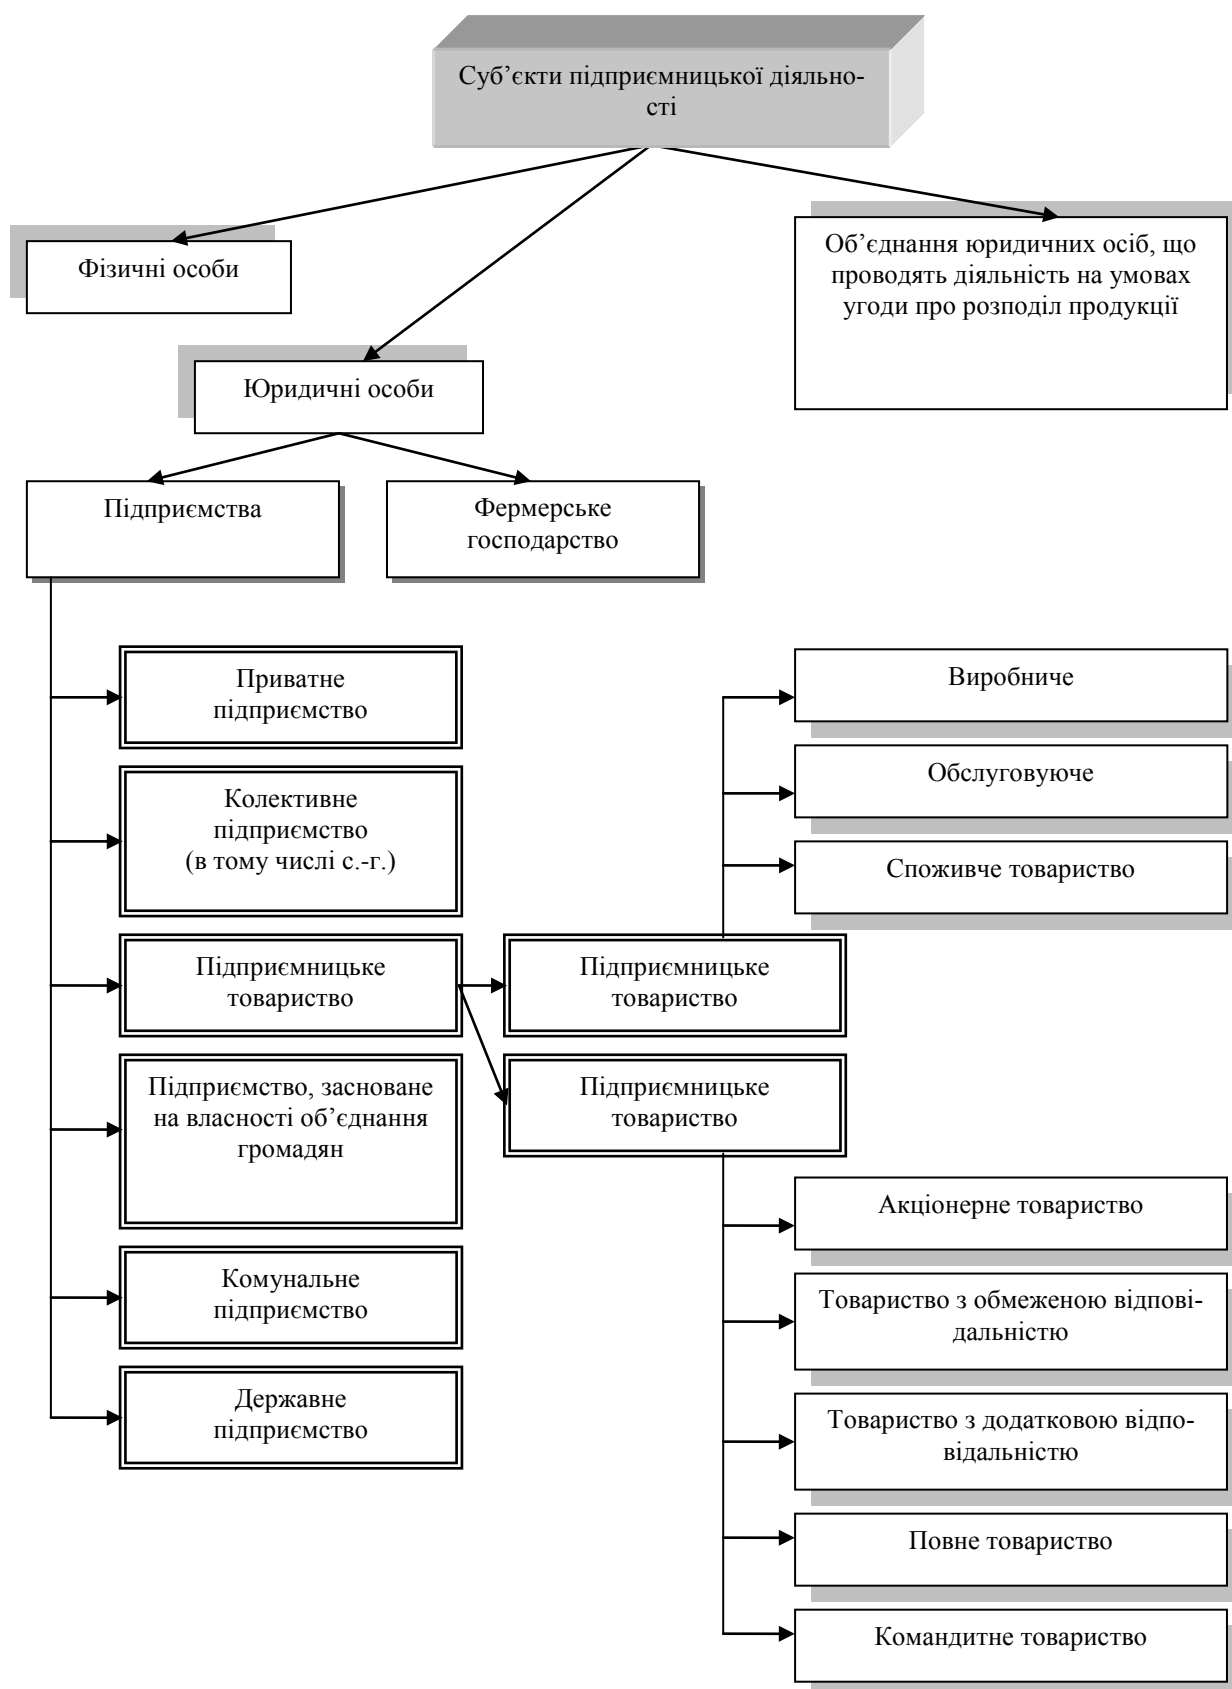 Суб’єкти підприємницької діяльно-
сті
Фізичні особи
Об’єднання юридичних осіб, що
проводять діяльність на умовах
угоди про розподіл продукції
Юридичні особи
Підприємства
Фермерське
господарство
Приватне
підприємство
Виробниче
Колективне
підприємство
(в тому числі с.-г.)
Обслуговуюче
Споживче товариство
Підприємницьке
товариство
Підприємницьке
товариство
Підприємство, засноване
на власності об’єднання
громадян
Підприємницьке
товариство
Акціонерне товариство
Комунальне
підприємство
Товариство з обмеженою відпові-
дальністю
Державне
підприємство
Товариство з додатковою відпо-
відальністю
Повне товариство
Командитне товариство